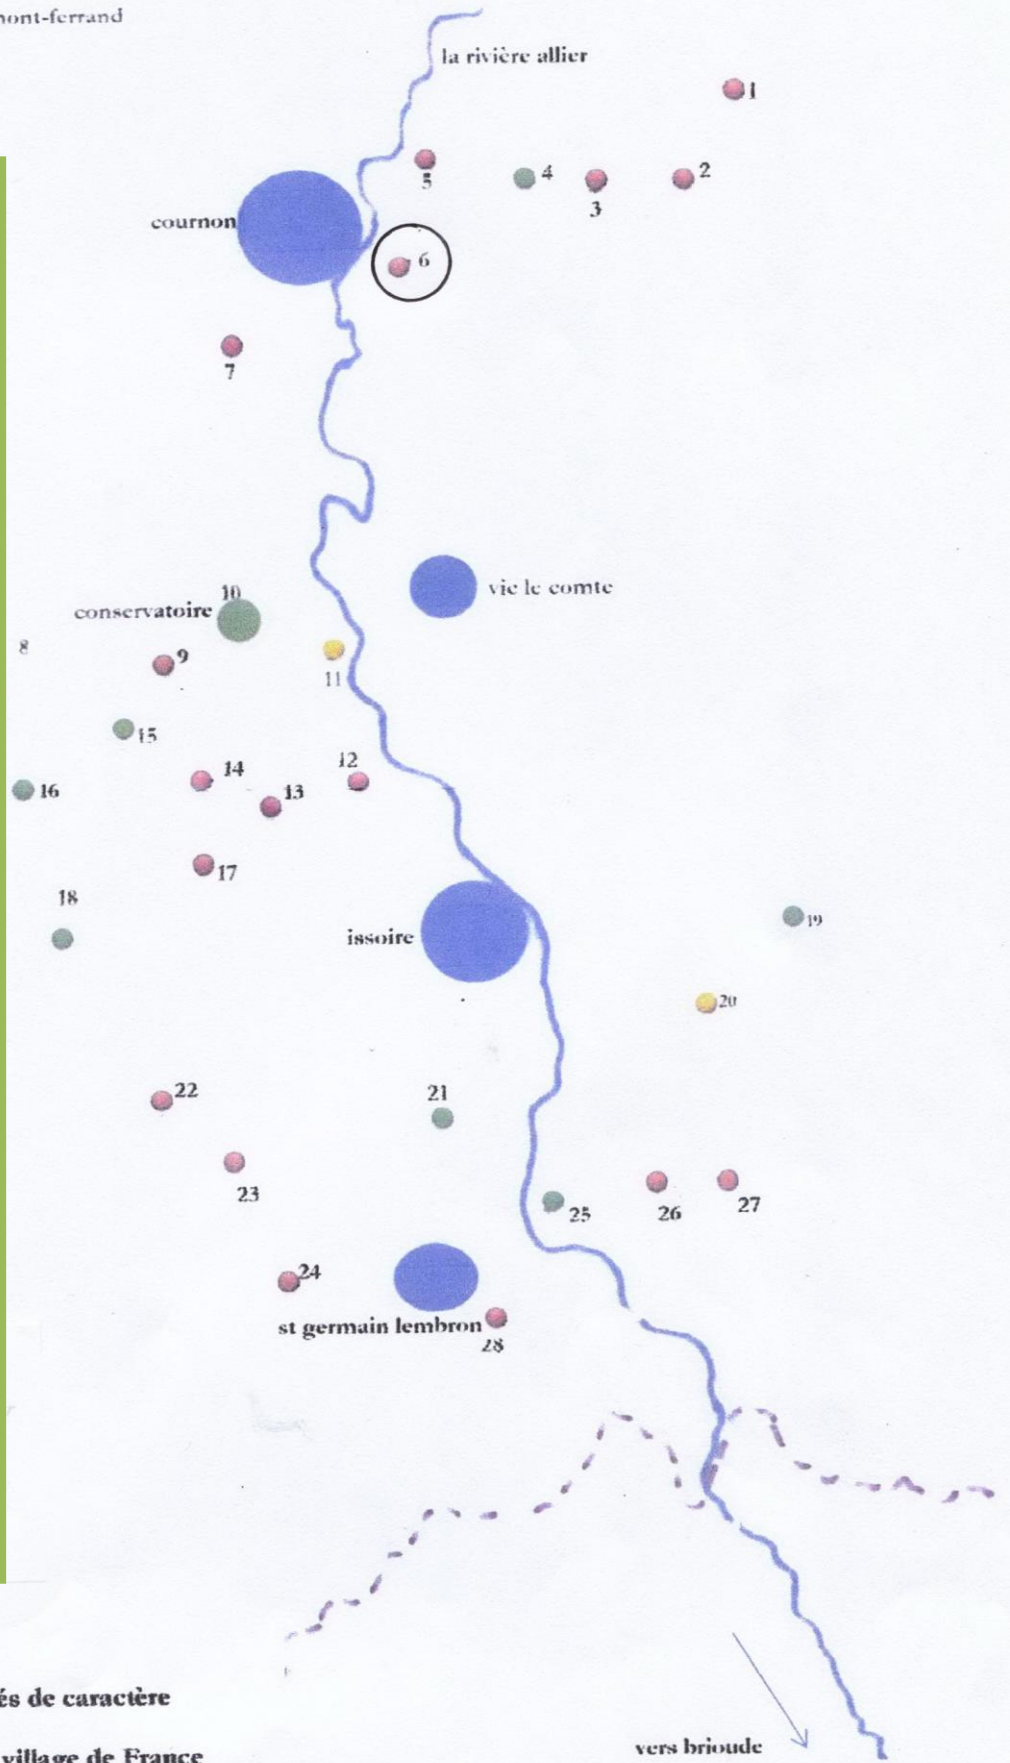 mont-ferrand
la rivière allier
1
5
4
3
2
cournon
6
7
10
conservatoire
vic le comte
8
9
11
15
12
14
13
16
17
18
19
issoire
20
22
21
23
25
26
27
24
st germain lembron
28
és de caractère
village de France
vers brioude